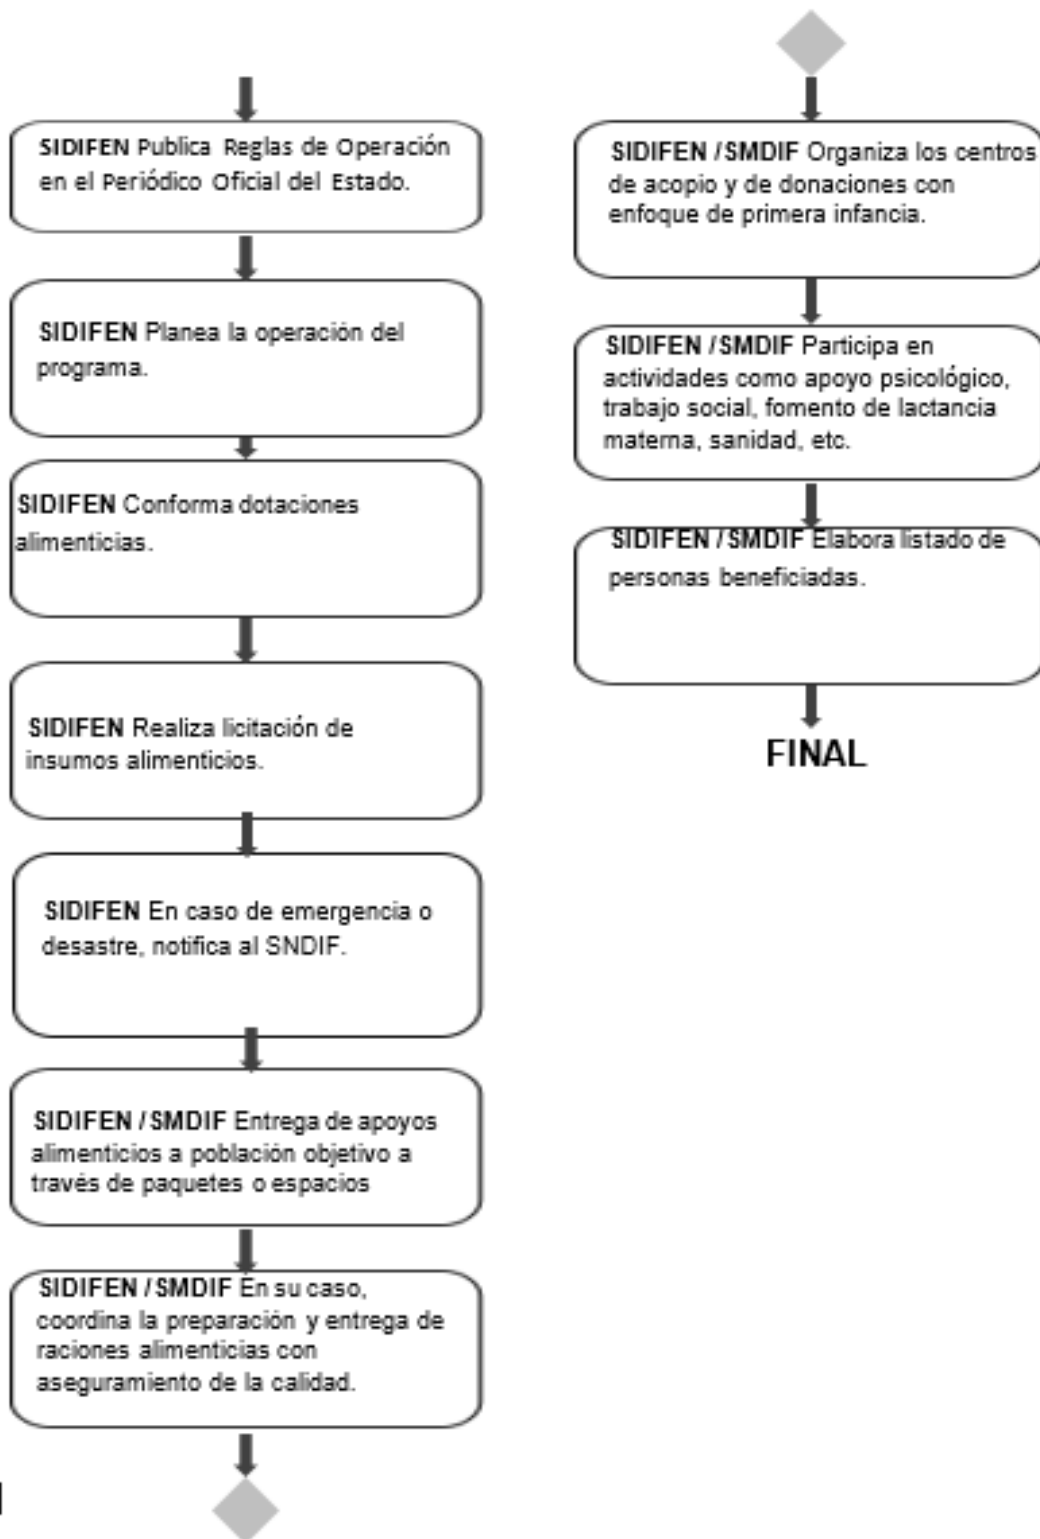 SIDIFEN Publica Reglas de Operación
en el Periódico Oficial del Estado.
SIDIFEN Planea la operación del
programa.
SIDIFEN Conforma dotaciones
alimenticias.
SIDIFEN Realiza licitación de
insumos alimenticios.
SIDIFEN En caso de emergencia o
desastre, notifica al SNDIF.
SIDIFEN / SMDIF Entrega de apoyos
alimenticios a población objetivo a
través de paquetes o espacios
SIDIFEN / SMDIF En su caso,
coordina la preparación y entrega de
raciones alimenticias con
aseguramiento de la calidad.
SIDIFEN / SMDIF Organiza los centros
de acopio y de donaciones con
enfoque de primera infancia.
SIDIFEN / SMDIF Participa en
actividades como apoyo psicológico,
trabajo social, fomento de lactancia
materna, sanidad, etc.
SIDIFEN / SMDIF Elabora listado de
personas beneficiadas.
FINAL